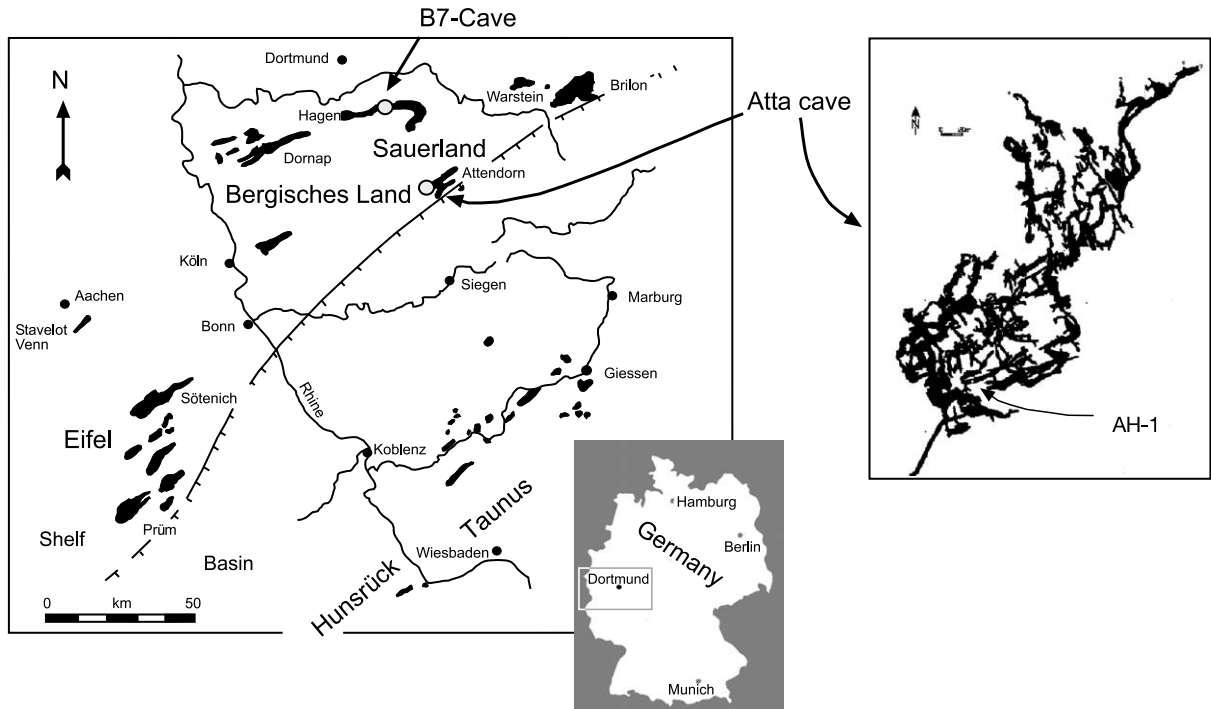 B7-Cave
Dortmund
N
Warstein
Brilon
Hagen
Atta cave
N
Dornap
Sauerland
Attendorn
Bergisches Land
Köln
Siegen
Aachen
Marburg
Stavelot
Venn
Bonn
Rhine
Giessen
Sötenich
AH-1
Eifel
Koblenz
Hamburg
Taunus
Germany
Prüm
Shelf
Berlin
Basin
Wiesbaden
Dortmund
Hunsrück
0 km 50
Munich